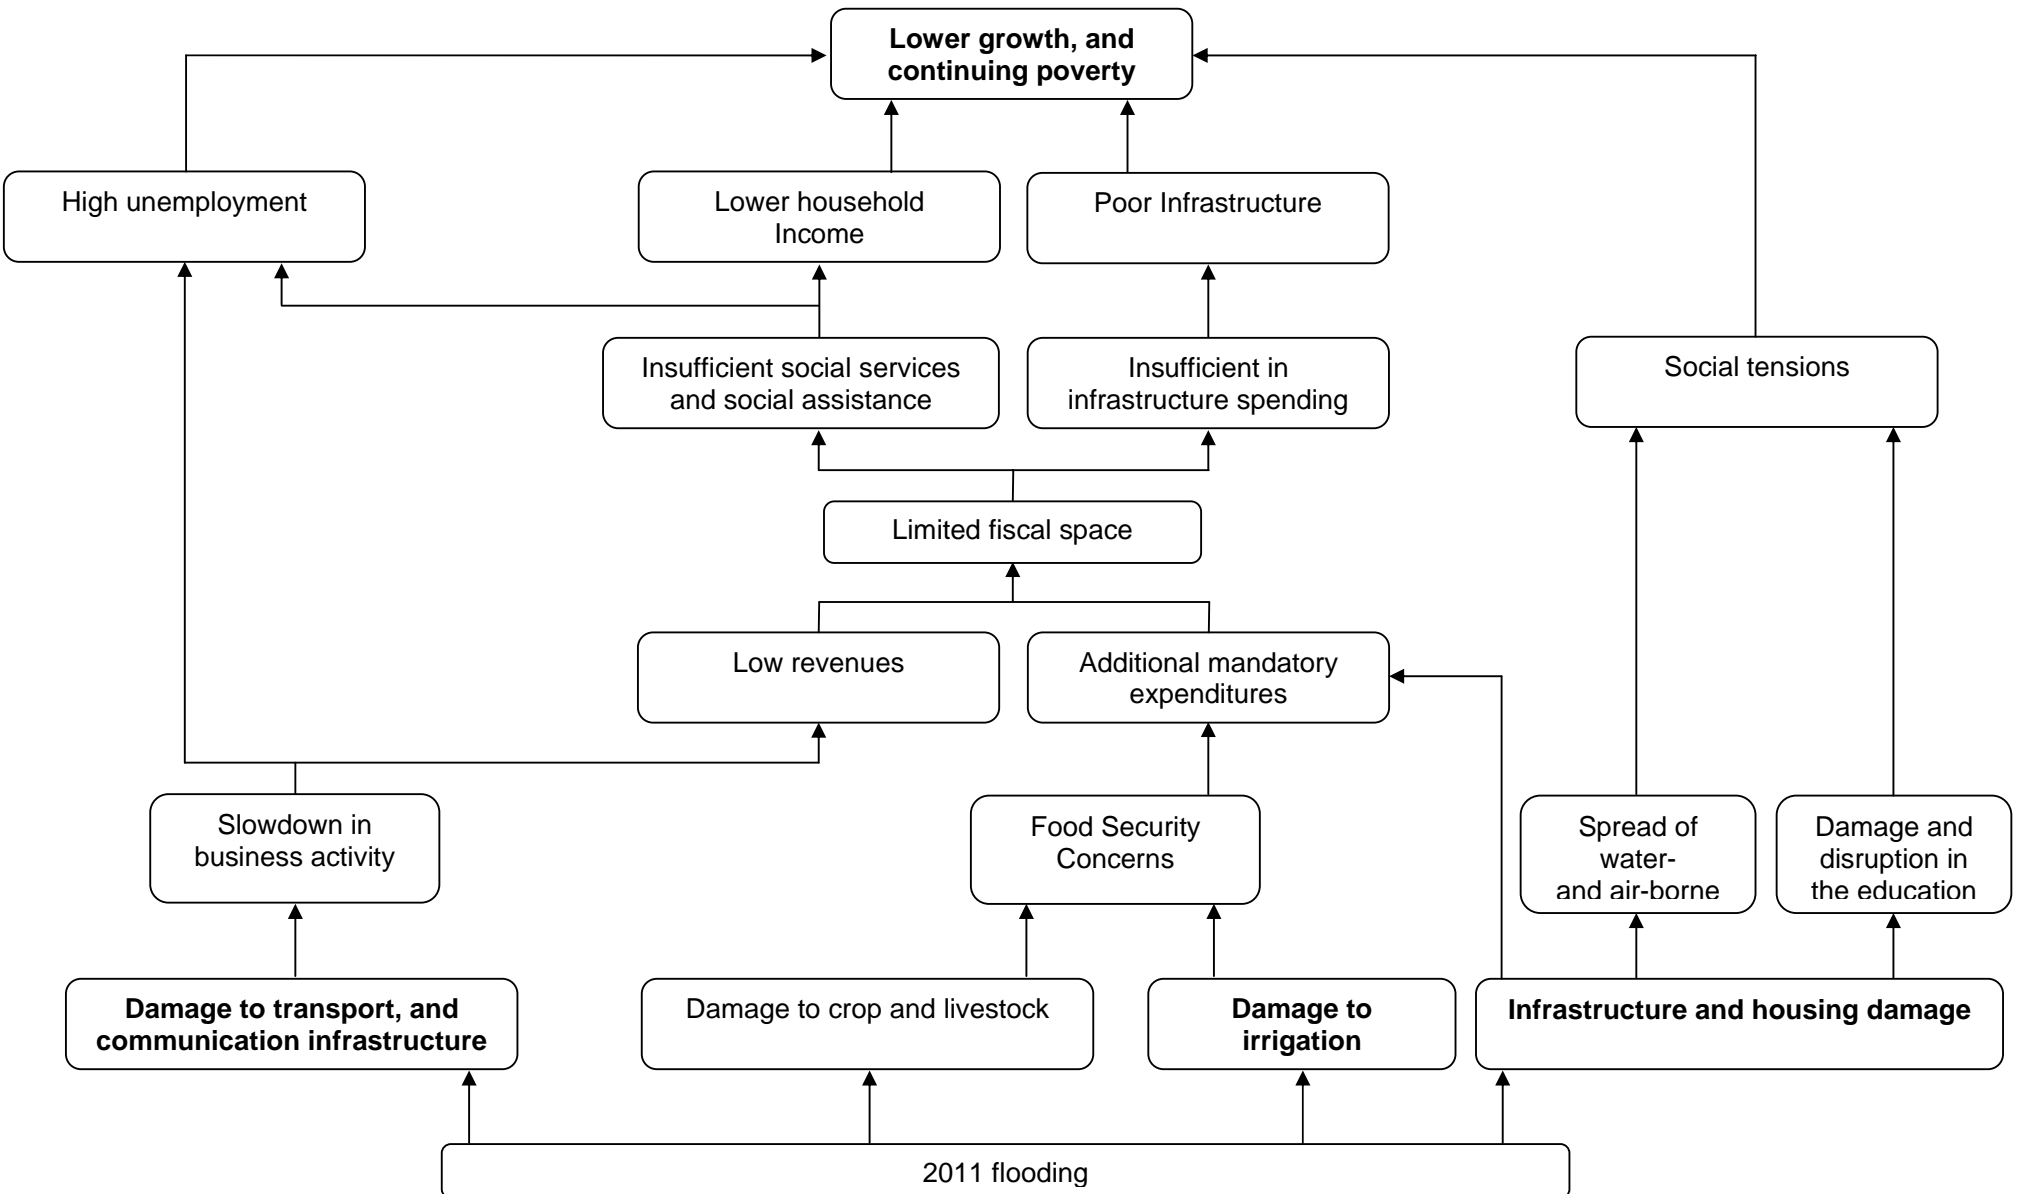 Lower growth, and
continuing poverty
High unemployment
Lower household
Income
Poor Infrastructure
Insufficient social services
and social assistance
Insufficient in
infrastructure spending
Social tensions
Limited fiscal space
Low revenues
Additional mandatory
expenditures
Slowdown in
business activity
Food Security
Concerns
Spread of
water-
and air-borne
Damage and
disruption in
the education
Damage to transport, and
communication infrastructure
Damage to crop and livestock
Damage to
irrigation
Infrastructure and housing damage
2011 flooding